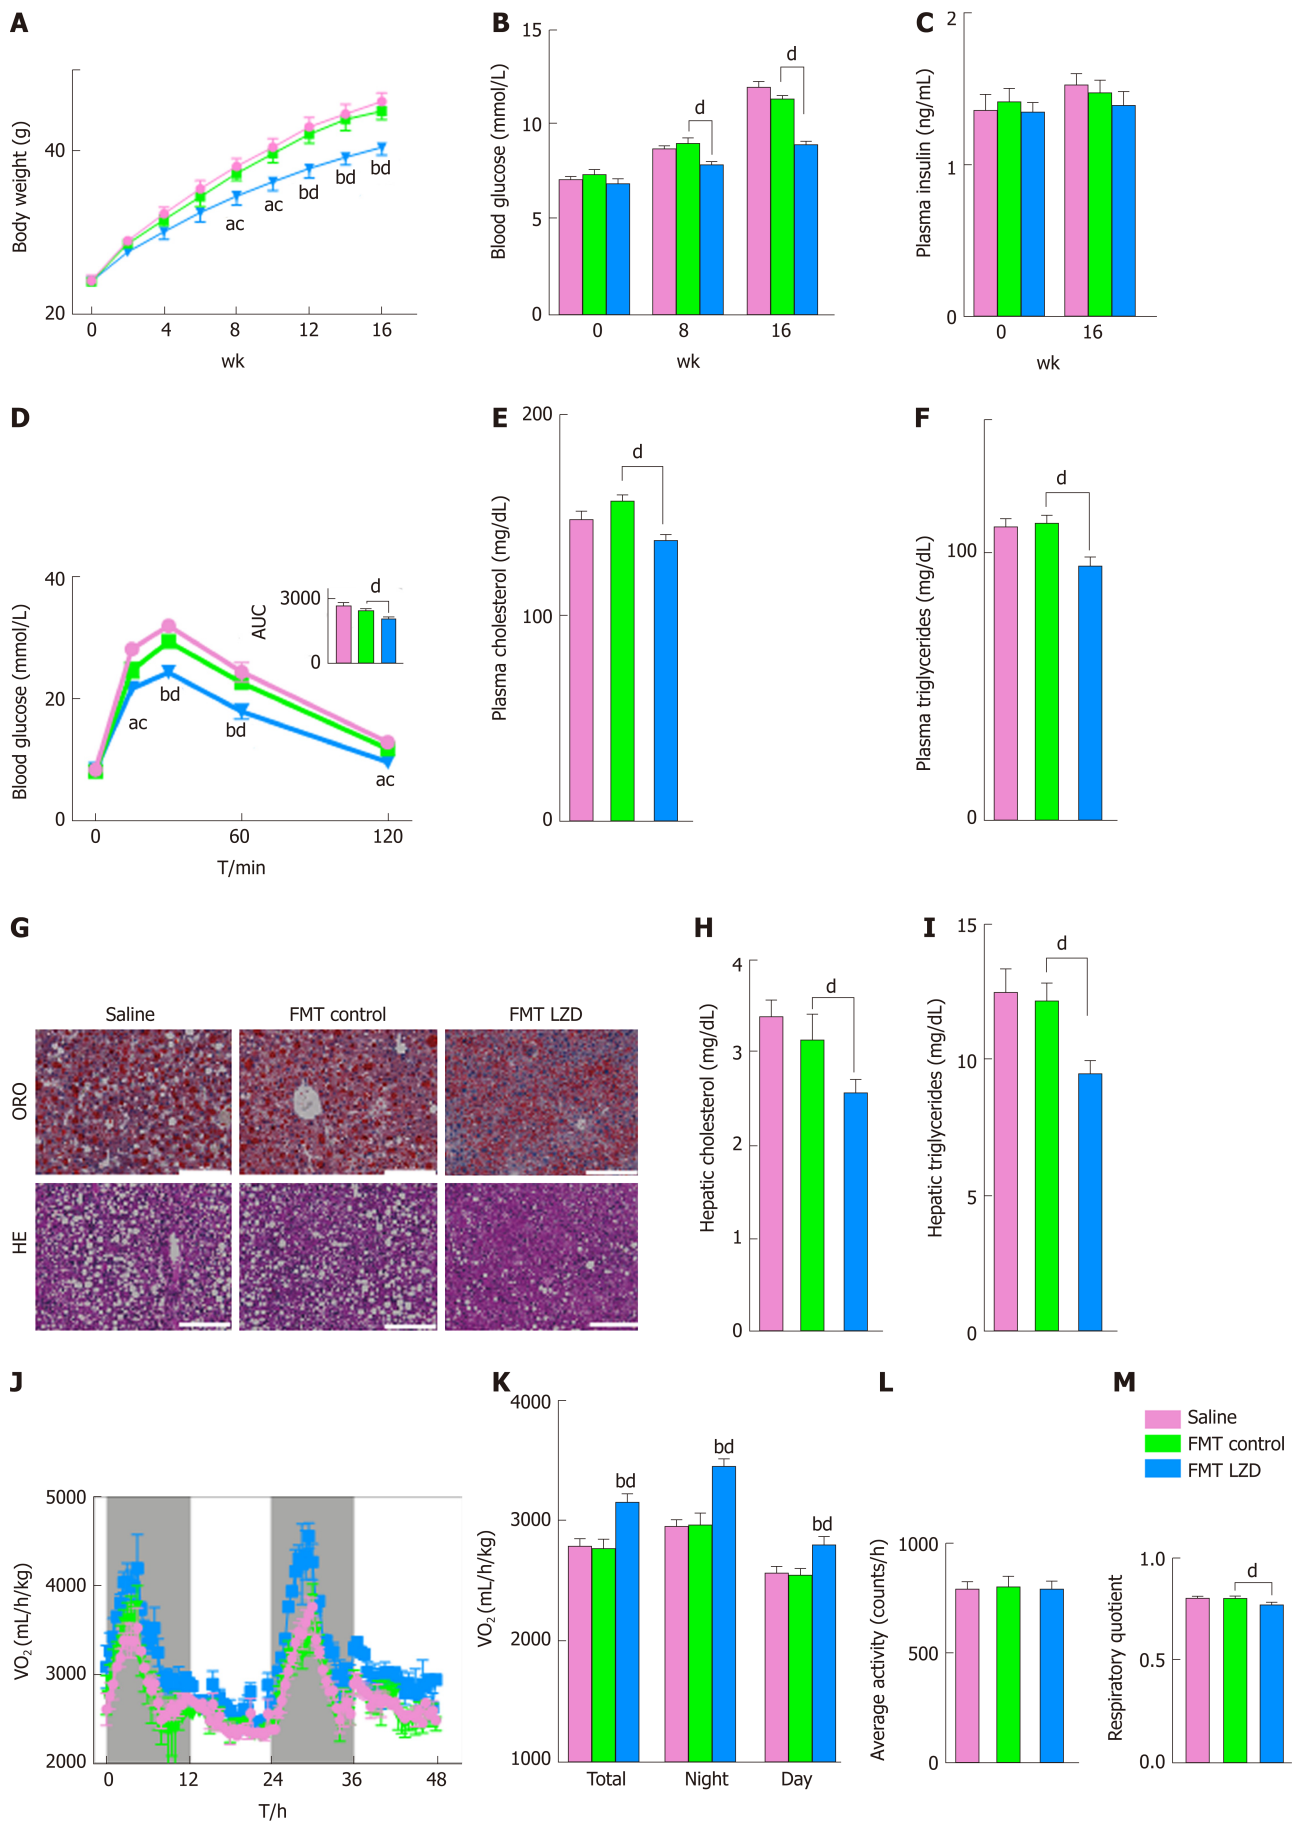 A
Body weight (g)
40
20
0 4 8 12 16
wk
ac ac bd bd bd
B
Blood glucose (mmol/L)
15
10
5
0
0 8 16
wk
d
d
C
Plasma insulin (ng/mL)
2
1
0
0 16
wk
D
Blood glucose (mmol/L)
40
20
0
0 60 120
T/min
ac bd bd ac
AUC
3000
0
d
E
Plasma cholesterol (mg/dL)
200
100
0
d
F
Plasma triglycerides (mg/dL)
100
0
d
G
Saline FMT control FMT LZD
ORO
HE
H
Hepatic cholesterol (mg/dL)
4
3
2
1
0
d
I
Hepatic triglycerides (mg/dL)
15
10
5
0
d
J
VO2 (mL/h/kg)
5000
4000
3000
2000
0 12 24 36 48
T/h
K
VO2 (mL/h/kg)
4000
3000
2000
1000
bd bd bd
Total Night Day
L
Average activity (counts/h)
1000
500
0
M
Saline
FMT control
FMT LZD
Respiratory quotient
1.0
0.5
0.0
d